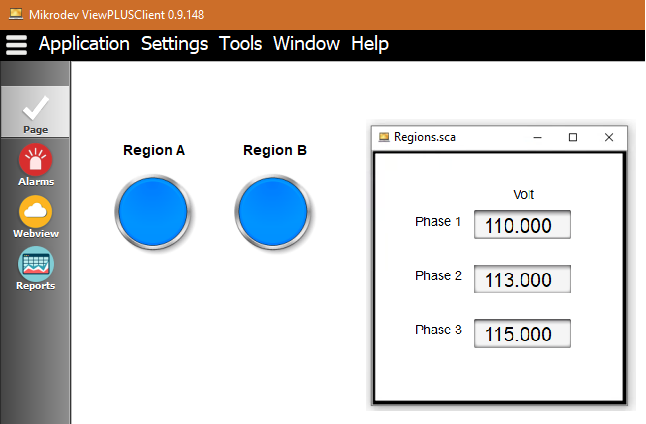 Mikrodev ViewPLUSClient 0.9.148
Application Settings Tools Window Help
Page
Alarms
Webview
Reports
Region A Region B
Regions.sca
Volt
Phase 1 110.000
Phase 2 113.000
Phase 3 115.000